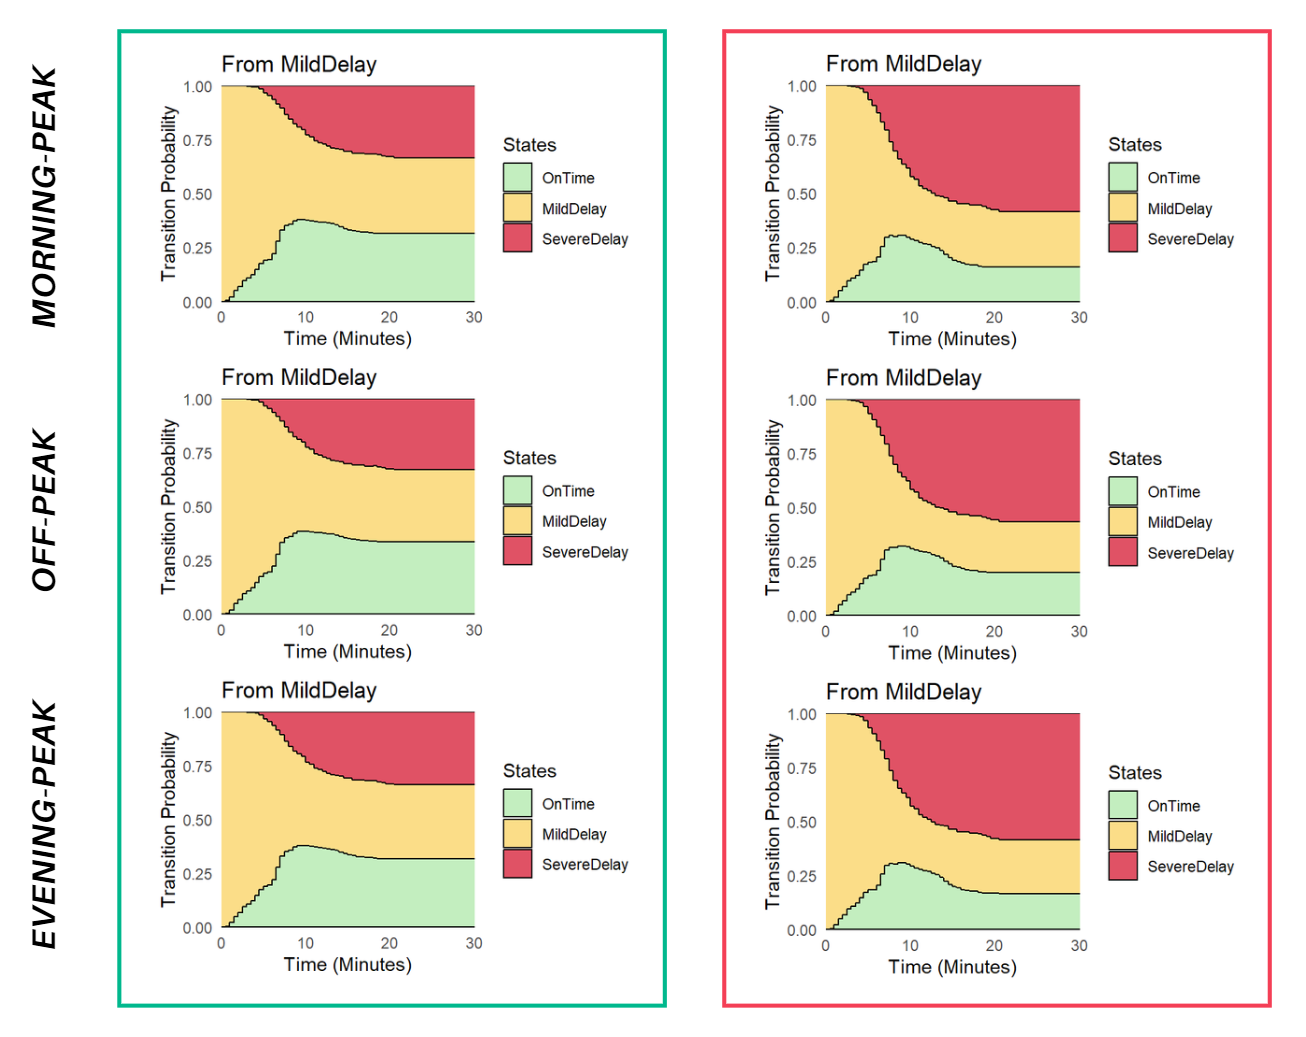 MORNING-PEAK
From MildDelay
Transition Probability
1.00
0.75
0.50
0.25
0.00
0 10 20 30
Time (Minutes)
States
OnTime
MildDelay
SevereDelay
From MildDelay
Transition Probability
1.00
0.75
0.50
0.25
0.00
0 10 20 30
Time (Minutes)
States
OnTime
MildDelay
SevereDelay
OFF-PEAK
From MildDelay
Transition Probability
1.00
0.75
0.50
0.25
0.00
0 10 20 30
Time (Minutes)
States
OnTime
MildDelay
SevereDelay
From MildDelay
Transition Probability
1.00
0.75
0.50
0.25
0.00
0 10 20 30
Time (Minutes)
States
OnTime
MildDelay
SevereDelay
EVENING-PEAK
From MildDelay
Transition Probability
1.00
0.75
0.50
0.25
0.00
0 10 20 30
Time (Minutes)
States
OnTime
MildDelay
SevereDelay
From MildDelay
Transition Probability
1.00
0.75
0.50
0.25
0.00
0 10 20 30
Time (Minutes)
States
OnTime
MildDelay
SevereDelay